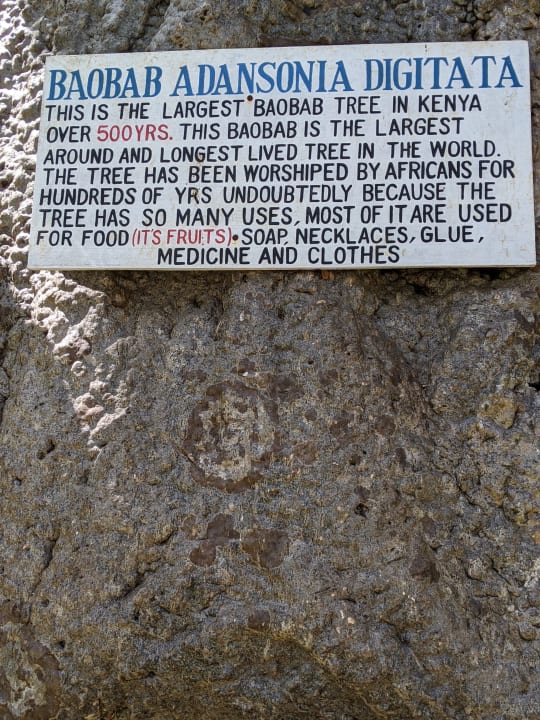 BAOBAB ADANSONIA DIGITATA
THIS IS THE LARGEST BAOBAB TREE IN KENYA
OVER 500YRS. THIS BAOBAB IS THE LARGEST
AROUND AND LONGEST LIVED TREE IN THE WORLD.
THE TREE HAS BEEN WORSHIPED BY AFRICANS FOR
HUNDREDS OF YRS UNDOUBTEDLY BECAUSE THE
TREE HAS SO MANY USES, MOST OF IT ARE USED
FOR FOOD (IT'S FRUITS). SOAP, NECKLACES, GLUE,
MEDICINE AND CLOTHES